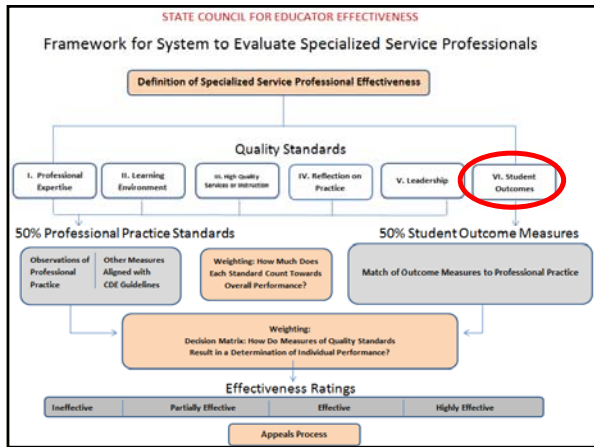 STATE COUNCIL FOR EDUCATOR EFFECTIVENESS
Framework for System to Evaluate Specialized Service Professionals
Definition of Specialized Service Professional Effectiveness
Quality Standards
I. Professional
Expertise
II. Learning
Environment
III. High Quality
Services or Instruction
IV. Reflection on
Practice
V. Leadership
VI. Student
Outcomes
50% Professional Practice Standards
50% Student Outcome Measures
Observations of
Professional
Practice
Other Measures
Aligned with
CDE Guidelines
Weighting: How Much Does
Each Standard Count Towards
Overall Performance?
Match of Outcome Measures to Professional Practice
Weighting:
Decision Matrix: How Do Measures of Quality Standards
Result in a Determination of Individual Performance?
Effectiveness Ratings
Ineffective
Partially Effective
Effective
Highly Effective
Appeals Process